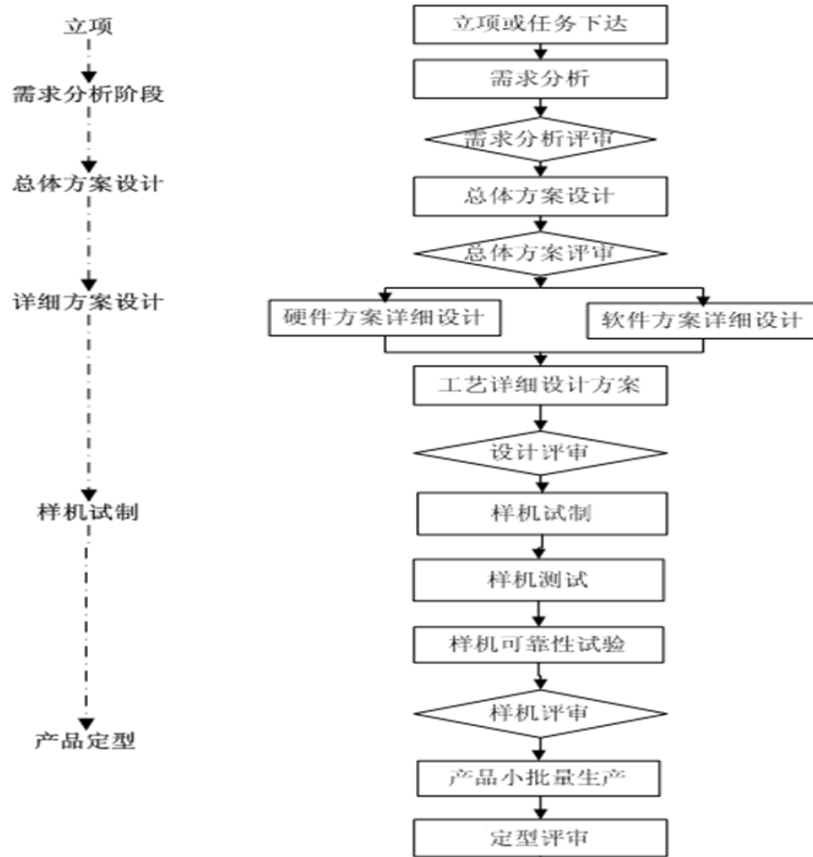 立项
立项或任务下达
需求分析
需求分析阶段
需求分析评审
总体方案设计
总体方案设计
总体方案评审
详细方案设计
硬件方案详细设计
软件方案详细设计
工艺详细设计方案
设计评审
样机试制
样机试制
样机测试
样机可靠性试验
样机评审
产品定型
产品小批量生产
定型评审